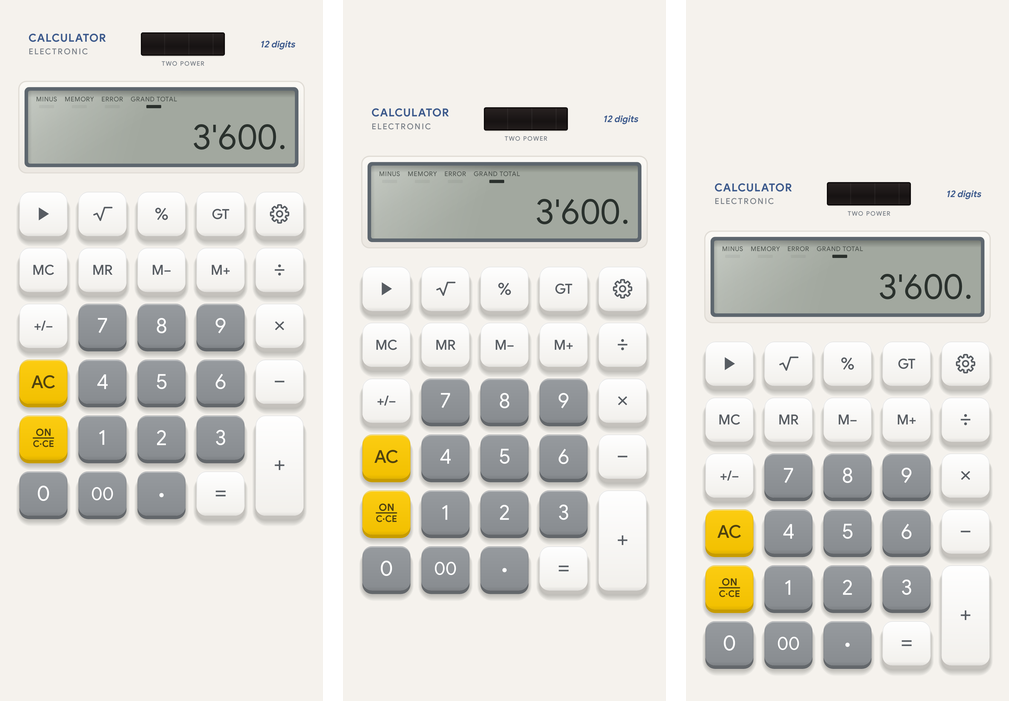 CALCULATOR
ELECTRONIC
TWO POWER
12 digits
MINUS MEMORY ERROR GRAND TOTAL
3'600.
√ % GT
MC MR M− M+ ÷
+/− 7 8 9 ×
AC 4 5 6 −
ON
C·CE 1 2 3
+
0 00 · =
CALCULATOR
ELECTRONIC
TWO POWER
12 digits
MINUS MEMORY ERROR GRAND TOTAL
3'600.
√ % GT
MC MR M− M+ ÷
+/− 7 8 9 ×
AC 4 5 6 −
ON
C·CE 1 2 3
+
0 00 · =
CALCULATOR
ELECTRONIC
TWO POWER
12 digits
MINUS MEMORY ERROR GRAND TOTAL
3'600.
√ % GT
MC MR M− M+ ÷
+/− 7 8 9 ×
AC 4 5 6 −
ON
C·CE 1 2 3
+
0 00 · =